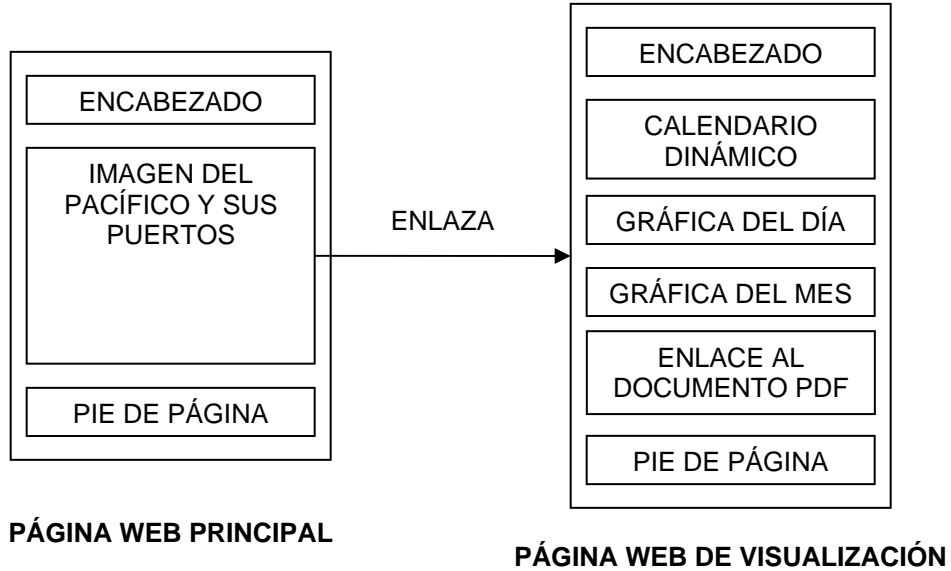 ENCABEZADO
IMAGEN DEL
PACÍFICO Y SUS
PUERTOS
PIE DE PÁGINA
PÁGINA WEB PRINCIPAL
ENLAZA
ENCABEZADO
CALENDARIO
DINÁMICO
GRÁFICA DEL DÍA
GRÁFICA DEL MES
ENLACE AL
DOCUMENTO PDF
PIE DE PÁGINA
PÁGINA WEB DE VISUALIZACIÓN